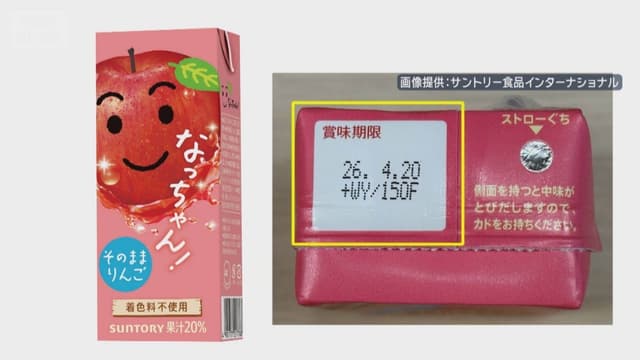 なっちゃん!
そのまま
りんご
着色料不使用
SUNTORY 果汁20%
画像提供:サントリー食品インターナショナル
賞味期限
26. 4.20
+WY/150F
ストローぐち
側面を持つと中味が
とびだしますので、
カドをお持ちください。